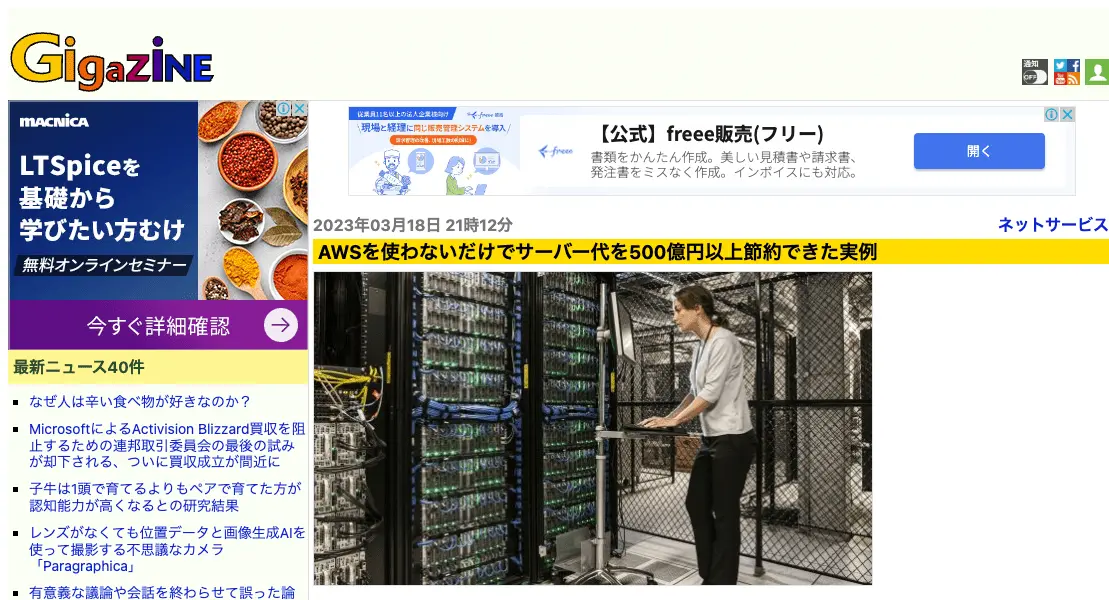 GigaZiNE
通知
OFF
MACNICA
LTSpiceを
基礎から
学びたい方むけ
無料オンラインセミナー
今すぐ詳細確認
従業員11名以上の法人企業様向け
freee 販売
現場と経理に同じ販売管理システムを導入
freee
【公式】freee販売(フリー)
書類をかんたん作成。美しい見積書や請求書、
発注書をミスなく作成。インボイスにも対応。
開く
2023年03月18日 21時12分
ネットサービス
AWSを使わないだけでサーバー代を500億円以上節約できた実例
最新ニュース40件
なぜ人は辛い食べ物が好きなのか？
MicrosoftによるActivision Blizzard買収を阻
止するための連邦取引委員会の最後の試み
が却下される、ついに買収成立が間近に
子牛は1頭で育てるよりもペアで育てた方が
認知能力が高くなるとの研究結果
レンズがなくても位置データと画像生成AIを
使って撮影する不思議なカメラ
「Paragraphica」
有意義な議論や会話を終わらせて誤った論